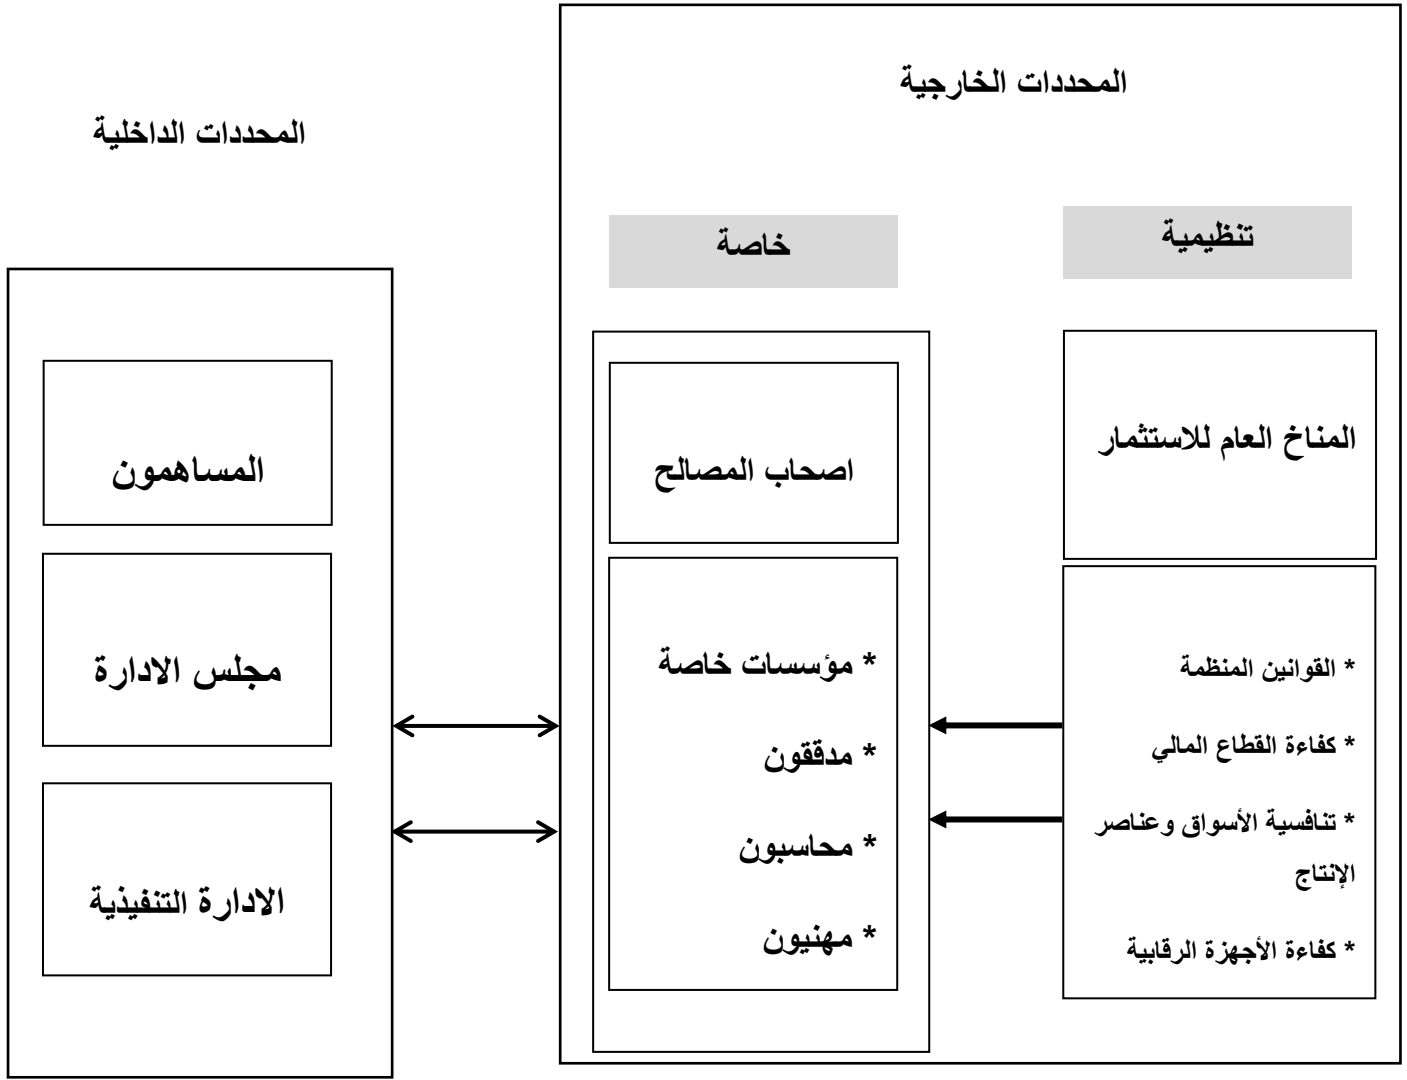 المحددات الخارجية
تنظيمية
المناخ العام للاستثمار
* القوانين المنظمة
* كفاءة القطاع المالي
* تنافسية الأسواق وعناصر
الإنتاج
* كفاءة الأجهزة الرقابية
خاصة
اصحاب المصالح
* مؤسسات خاصة
* مدققون
* محاسبون
* مهنيون
المحددات الداخلية
المساهمون
مجلس الادارة
الادارة التنفيذية